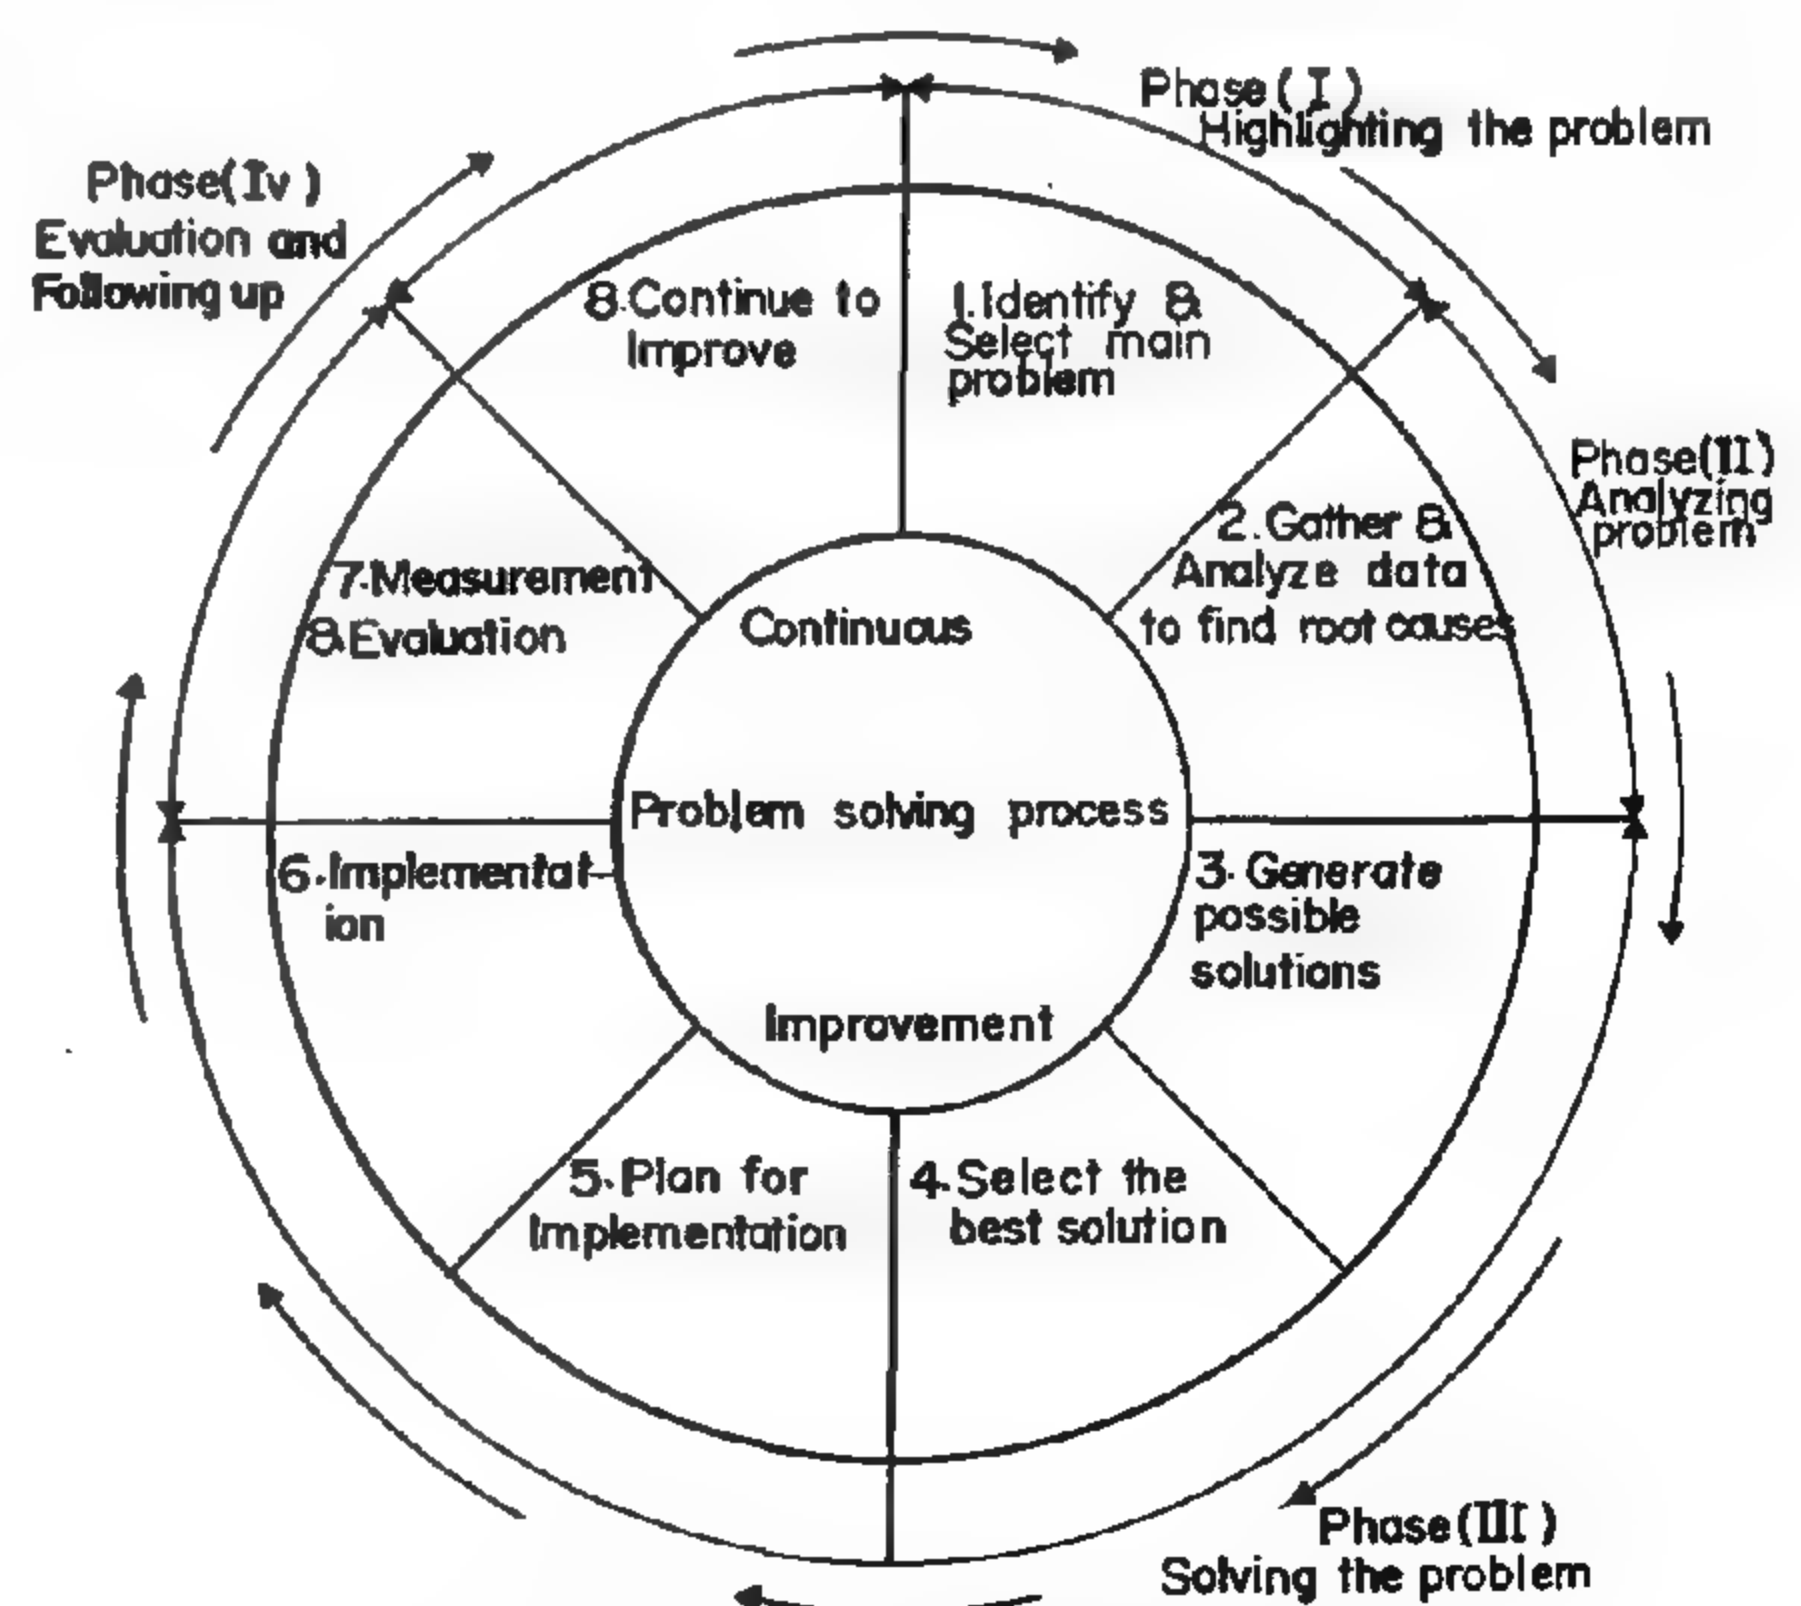 Phase(I)
Highlighting the problem
Phase(Iv)
Evaluation and
Following up
8.Continue to
Improve
1.Identify &
Select main
problem
Phase(II)
Analyzing
problem
2.Gather &
Analyze data
to find root causes
7.Measurement
&Evaluation
Continuous
Problem solving process
Improvement
6.Implementat-
ion
3. Generate
possible
solutions
5.Plan for
Implementation
4.Select the
best solution
Phase(III)
Solving the problem